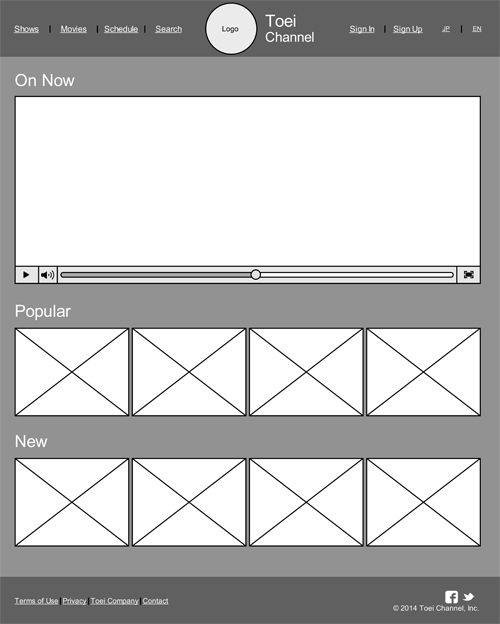 Shows | Movies | Schedule | Search
Logo
Toei
Channel
Sign In | Sign Up
JP | EN
On Now
Popular
New
Terms of Use | Privacy | Toei Company | Contact
© 2014 Toei Channel, Inc.